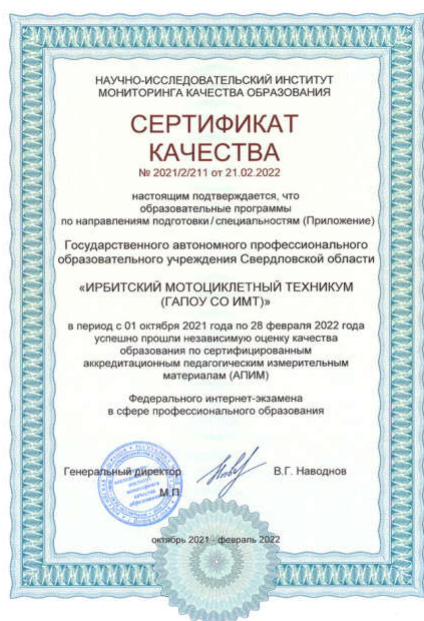 НАУЧНО-ИССЛЕДОВАТЕЛЬСКИЙ ИНСТИТУТ
МОНИТОРИНГА КАЧЕСТВА ОБРАЗОВАНИЯ
СЕРТИФИКАТ
КАЧЕСТВА
№ 2021/2/211 от 21.02.2022
настоящим подтверждается, что
образовательные программы
по направлениям подготовки/специальностям (Приложение)
Государственного автономного профессионального
образовательного учреждения Свердловской области
«ИРБИТСКИЙ МОТОЦИКЛЕТНЫЙ ТЕХНИКУМ
(ГАПОУ СО ИМТ)»
в период с 01 октября 2021 года по 28 февраля 2022 года
успешно прошли независимую оценку качества
образования по сертифицированным
аккредитационным педагогическим измерительным
материалам (АПИМ)
Федерального интернет-экзамена
в сфере профессионального образования
Генеральный директор В.Г. Наводнов
М.П.
октябрь 2021 - февраль 2022